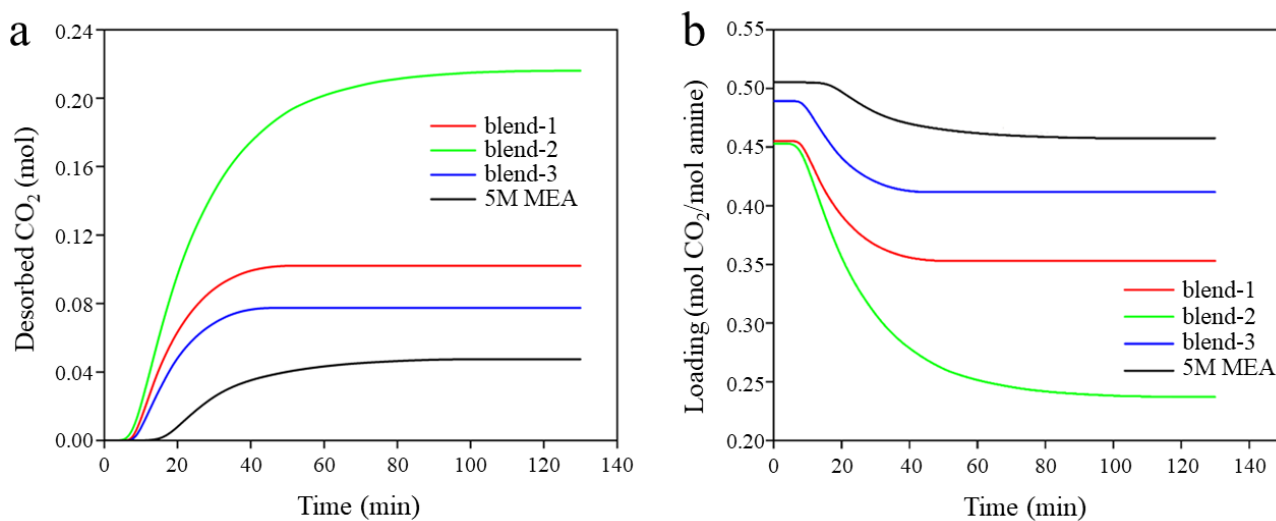 a
0.24
0.20
0.16
0.12
0.08
0.04
0.00
Desorbed CO₂ (mol)
blend-1
blend-2
blend-3
5M MEA
0 20 40 60 80 100 120 140
Time (min)
b
0.55
0.50
0.45
0.40
0.35
0.30
0.25
0.20
Loading (mol CO₂/mol amine)
blend-1
blend-2
blend-3
5M MEA
0 20 40 60 80 100 120 140
Time (min)